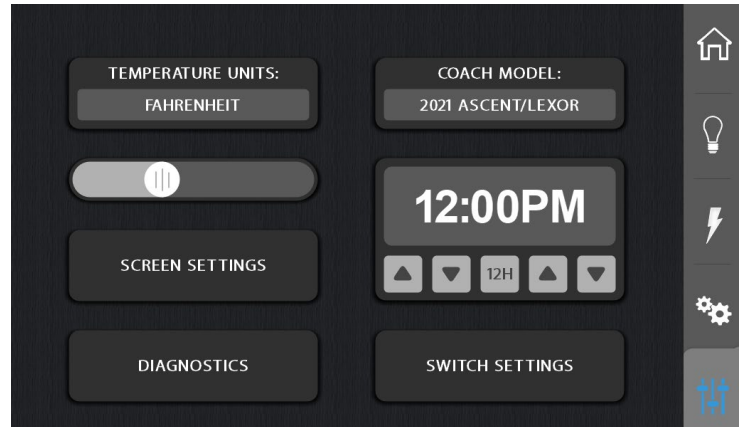 TEMPERATURE UNITS:
FAHRENHEIT
COACH MODEL:
2021 ASCENT/LEXOR
12:00PM
12H
SCREEN SETTINGS
DIAGNOSTICS
SWITCH SETTINGS